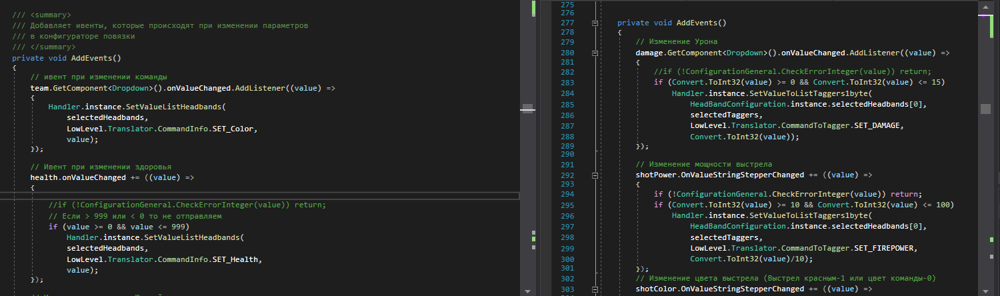 /// <summary>
/// Добавляет ивенты, которые происходят при изменении параметров
/// в конфигураторе повязки
/// </summary>
private void AddEvents()
{
// ивент при изменении команды
team.GetComponent<Dropdown>().onValueChanged.AddListener((value) =>
{
Handler.instance.SetValueListHeadbands(
selectedHeadbands,
LowLevel.Translator.CommandInfo.SET_Color,
value);
});
// Ивент при изменении здоровья
health.onValueChanged += ((value) =>
{
//if (!ConfigurationGeneral.CheckErrorInteger(value)) return;
// Если > 999 или < 0 то не отправляем
if (value >= 0 && value <= 999)
Handler.instance.SetValueListHeadbands(
selectedHeadbands,
LowLevel.Translator.CommandInfo.SET_Health,
value);
});
275
276
277 private void AddEvents()
278 {
279 // Изменение Урона
280 damage.GetComponent<Dropdown>().onValueChanged.AddListener((value) =>
281 {
282 //if (!ConfigurationGeneral.CheckErrorInteger(value)) return;
283 if (Convert.ToInt32(value) >= 0 && Convert.ToInt32(value) <= 15)
284 Handler.instance.SetValueToListTaggers1byte(
285 HeadBandConfiguration.instance.selectedHeadbands[0],
286 selectedTaggers,
287 LowLevel.Translator.CommandToTagger.SET_DAMAGE,
288 Convert.ToInt32(value));
289 });
290
291 // Изменение мощности выстрела
292 shotPower.OnValueStringStepperChanged += ((value) =>
293 {
294 if (!ConfigurationGeneral.CheckErrorInteger(value)) return;
295 if (Convert.ToInt32(value) >= 10 && Convert.ToInt32(value) <= 100)
296 Handler.instance.SetValueToListTaggers1byte(
297 HeadBandConfiguration.instance.selectedHeadbands[0],
298 selectedTaggers,
299 LowLevel.Translator.CommandToTagger.SET_FIREPOWER,
300 Convert.ToInt32(value)/10);
301 });
302 // Изменение цвета выстрела (Выстрел красным-1 или цвет команды-0)
303 shotColor.OnValueStringStepperChanged += ((value) =>